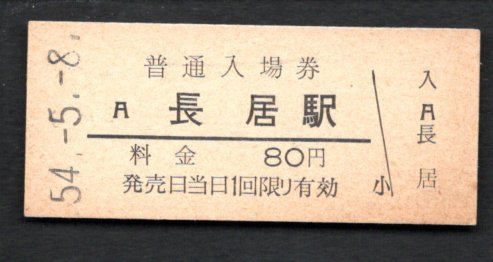 54.-5.-8.
普通入場券
A 長居駅
料金 80円
発売日当日1回限り有効
小
入
A
長
居